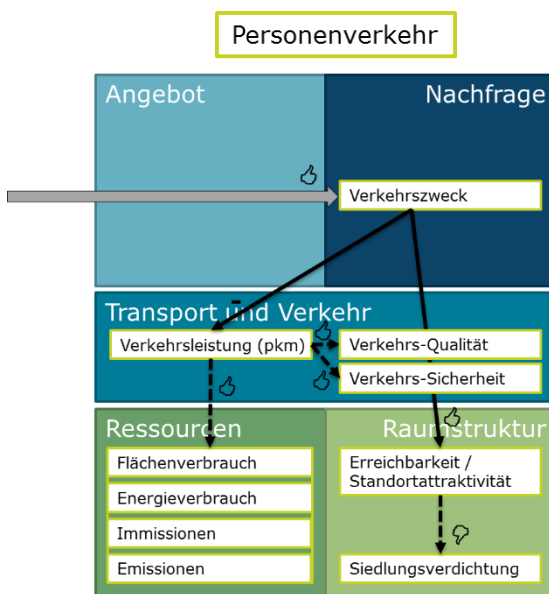 Personenverkehr
Angebot
Nachfrage
Verkehrszweck
Transport und Verkehr
Verkehrsleistung (pkm)
Verkehrs-Qualität
Verkehrs-Sicherheit
Ressourcen
Raumstruktur
Flächenverbrauch
Energieverbrauch
Immissionen
Emissionen
Erreichbarkeit /
Standortattraktivität
Siedlungsverdichtung